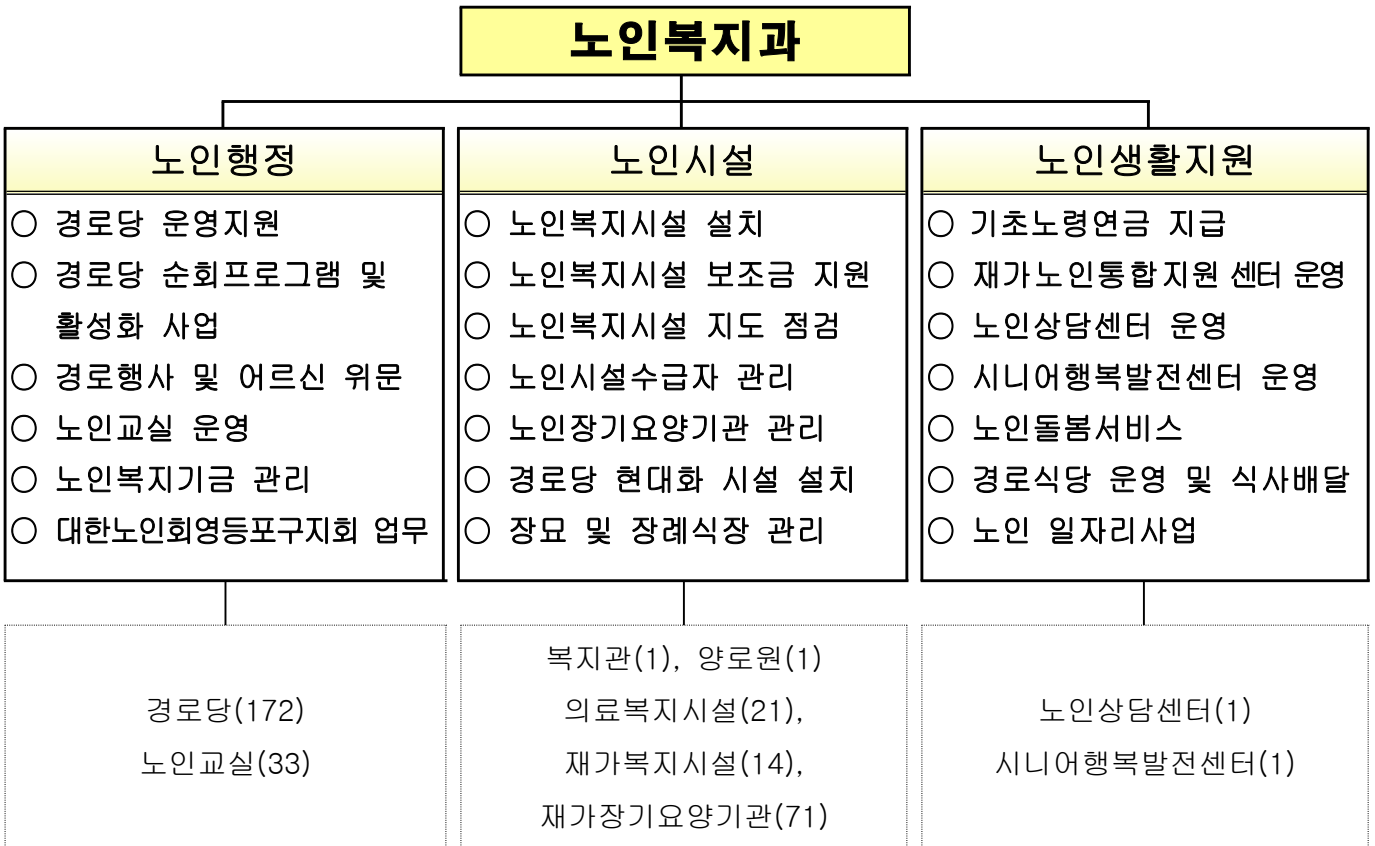 노인복지과
노인행정
○ 경로당 운영지원
○ 경로당 순회프로그램 및
활성화 사업
○ 경로행사 및 어르신 위문
○ 노인교실 운영
○ 노인복지기금 관리
○ 대한노인회영등포구지회 업무
노인시설
○ 노인복지시설 설치
○ 노인복지시설 보조금 지원
○ 노인복지시설 지도 점검
○ 노인시설수급자 관리
○ 노인장기요양기관 관리
○ 경로당 현대화 시설 설치
○ 장묘 및 장례식장 관리
노인생활지원
○ 기초노령연금 지급
○ 재가노인통합지원 센터 운영
○ 노인상담센터 운영
○ 시니어행복발전센터 운영
○ 노인돌봄서비스
○ 경로식당 운영 및 식사배달
○ 노인 일자리사업
경로당(172)
노인교실(33)
복지관(1), 양로원(1)
의료복지시설(21),
재가복지시설(14),
재가장기요양기관(71)
노인상담센터(1)
시니어행복발전센터(1)